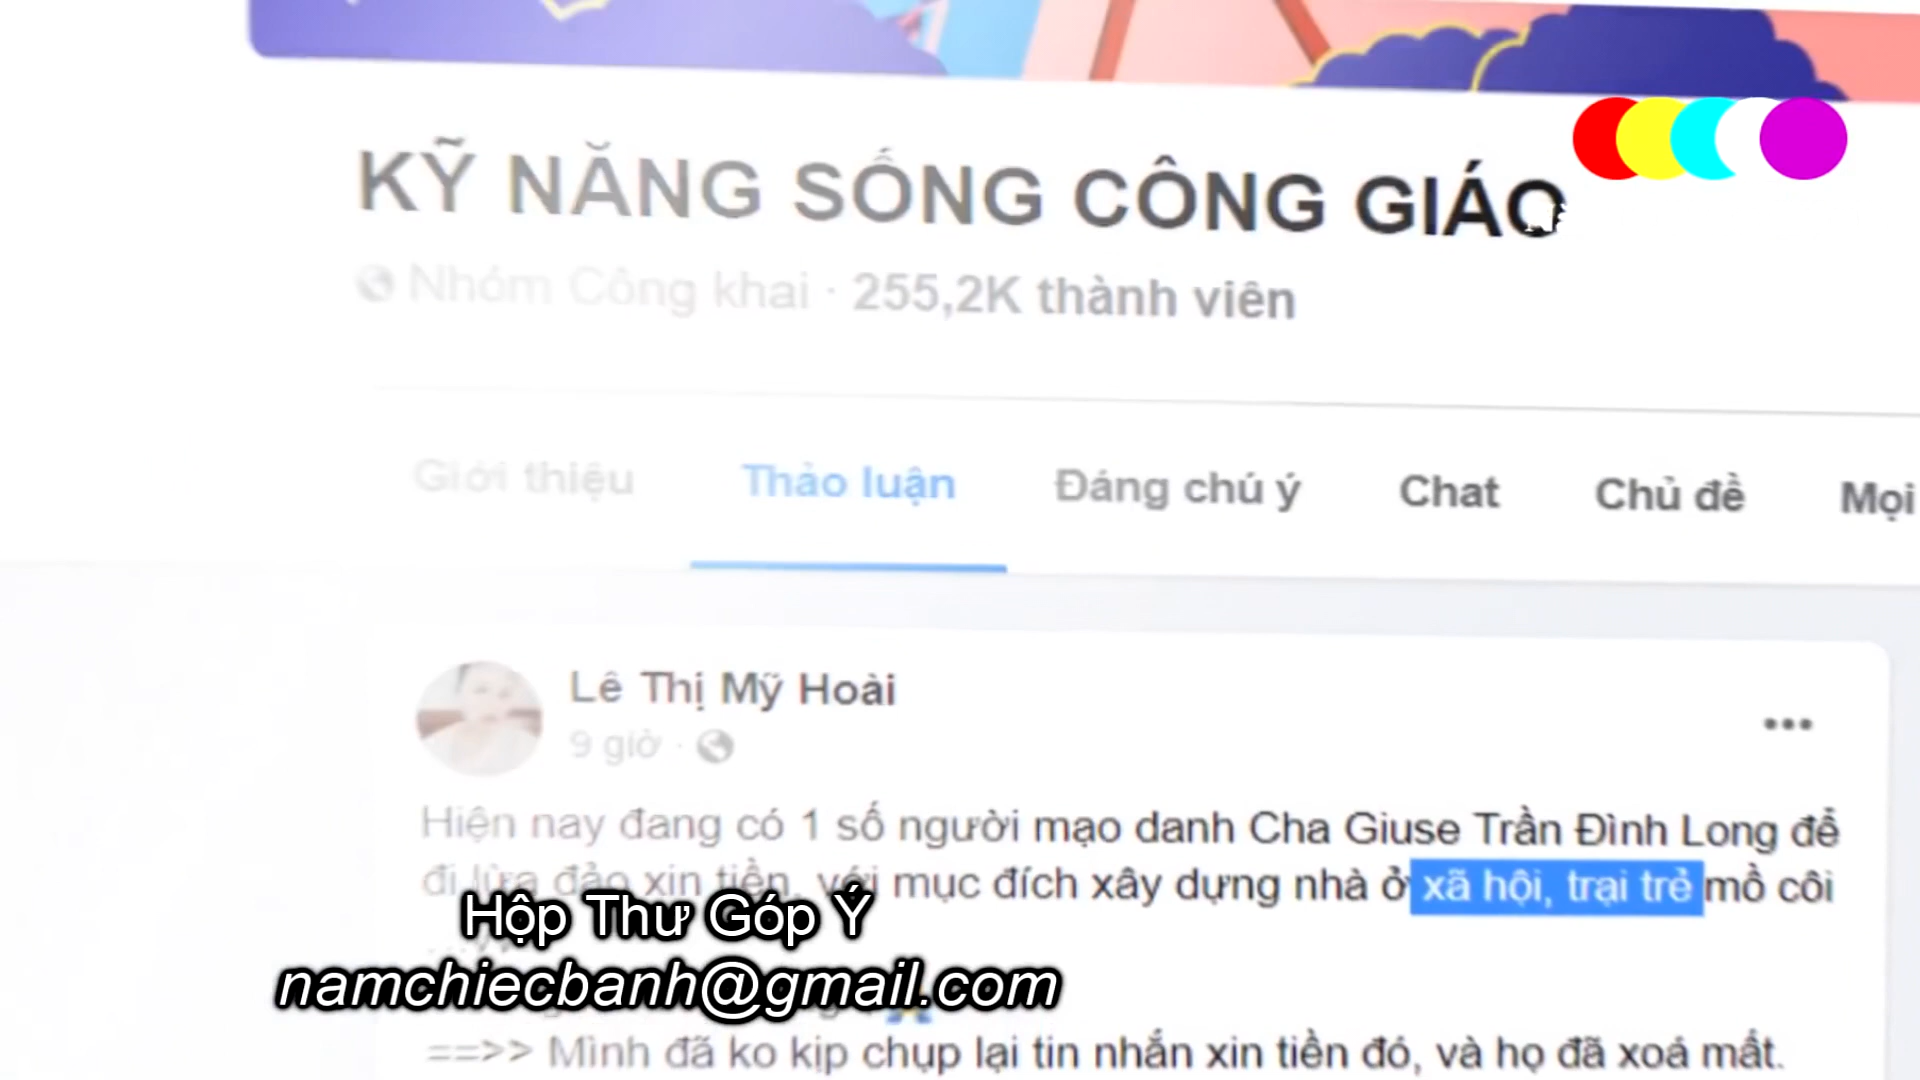 KỸ NĂNG SỐNG CÔNG GIÁO
Nhóm Công khai · 255,2K thành viên
Giới thiệu Thảo luận Đáng chú ý Chat Chủ đề Mọi
Lê Thị Mỹ Hoài
9 giờ ·
Hiện nay đang có 1 số người mạo danh Cha Giuse Trần Đình Long để
đi lừa đảo xin tiền, với mục đích xây dựng nhà ở xã hội, trại trẻ mồ côi
Hộp Thư Góp Ý
namchiecbanh@gmail.com
==>> Mình đã ko kịp chụp lại tin nhắn xin tiền đó, và họ đã xoá mất.